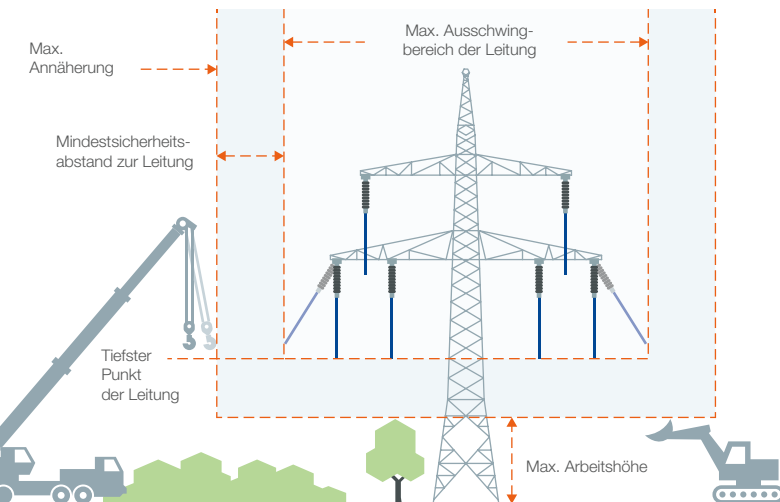 Max. Ausschwing-
bereich der Leitung
Max.
Annäherung
Mindestsicherheits-
abstand zur Leitung
Tiefster
Punkt
der Leitung
Max. Arbeitshöhe